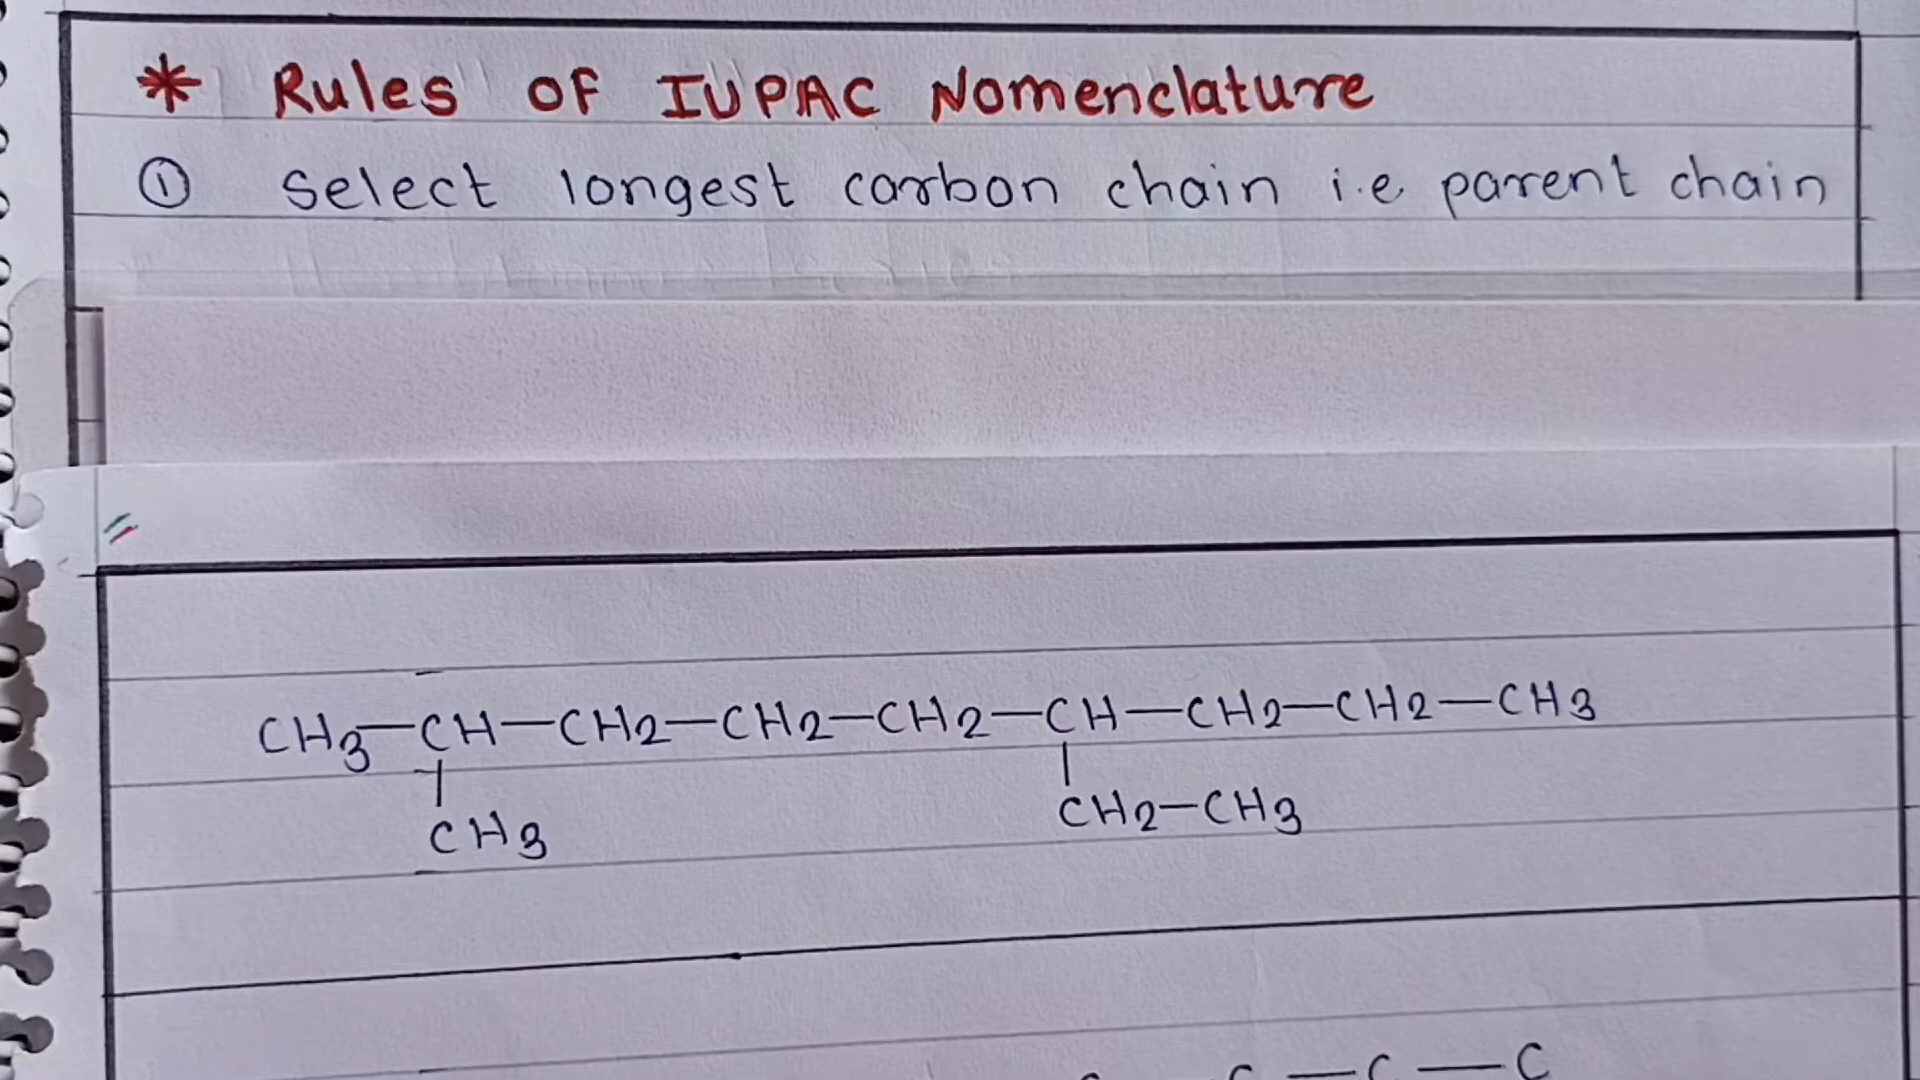 * Rules OF IUPAC Nomenclature
① Select longest carbon chain i.e parent chain
CH3—CH—CH2—CH2—CH2—CH—CH2—CH2—CH3
CH3
CH2—CH3
C—C